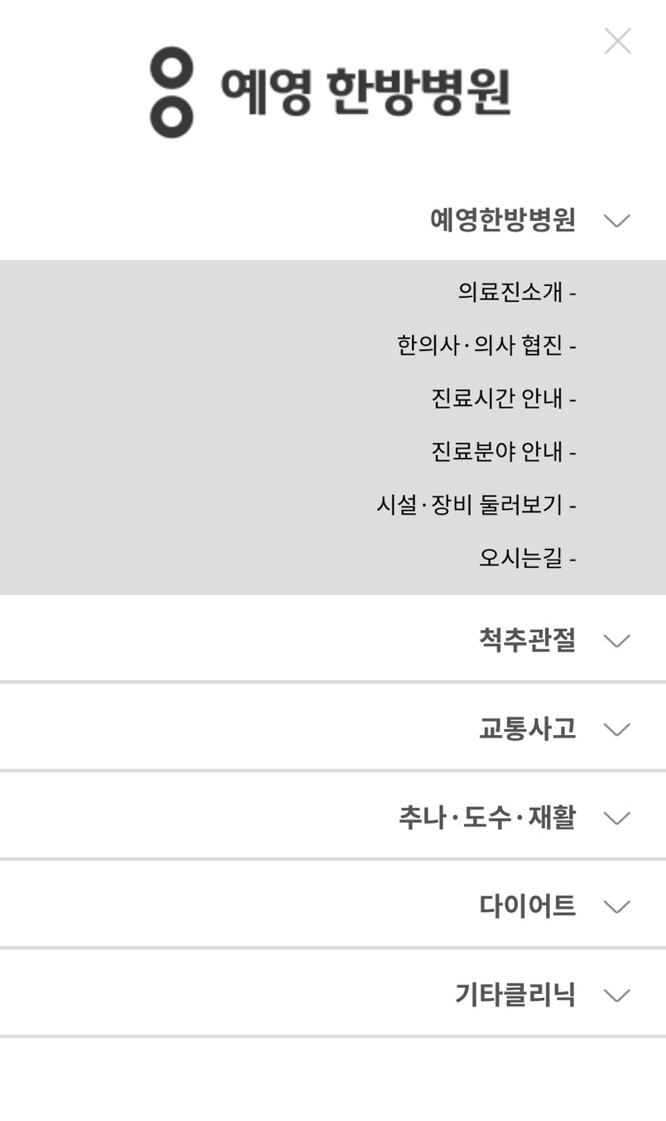 예영 한방병원
예영한방병원
의료진소개 -
한의사·의사 협진 -
진료시간 안내 -
진료분야 안내 -
시설·장비 둘러보기 -
오시는길 -
척추관절
교통사고
추나·도수·재활
다이어트
기타클리닉